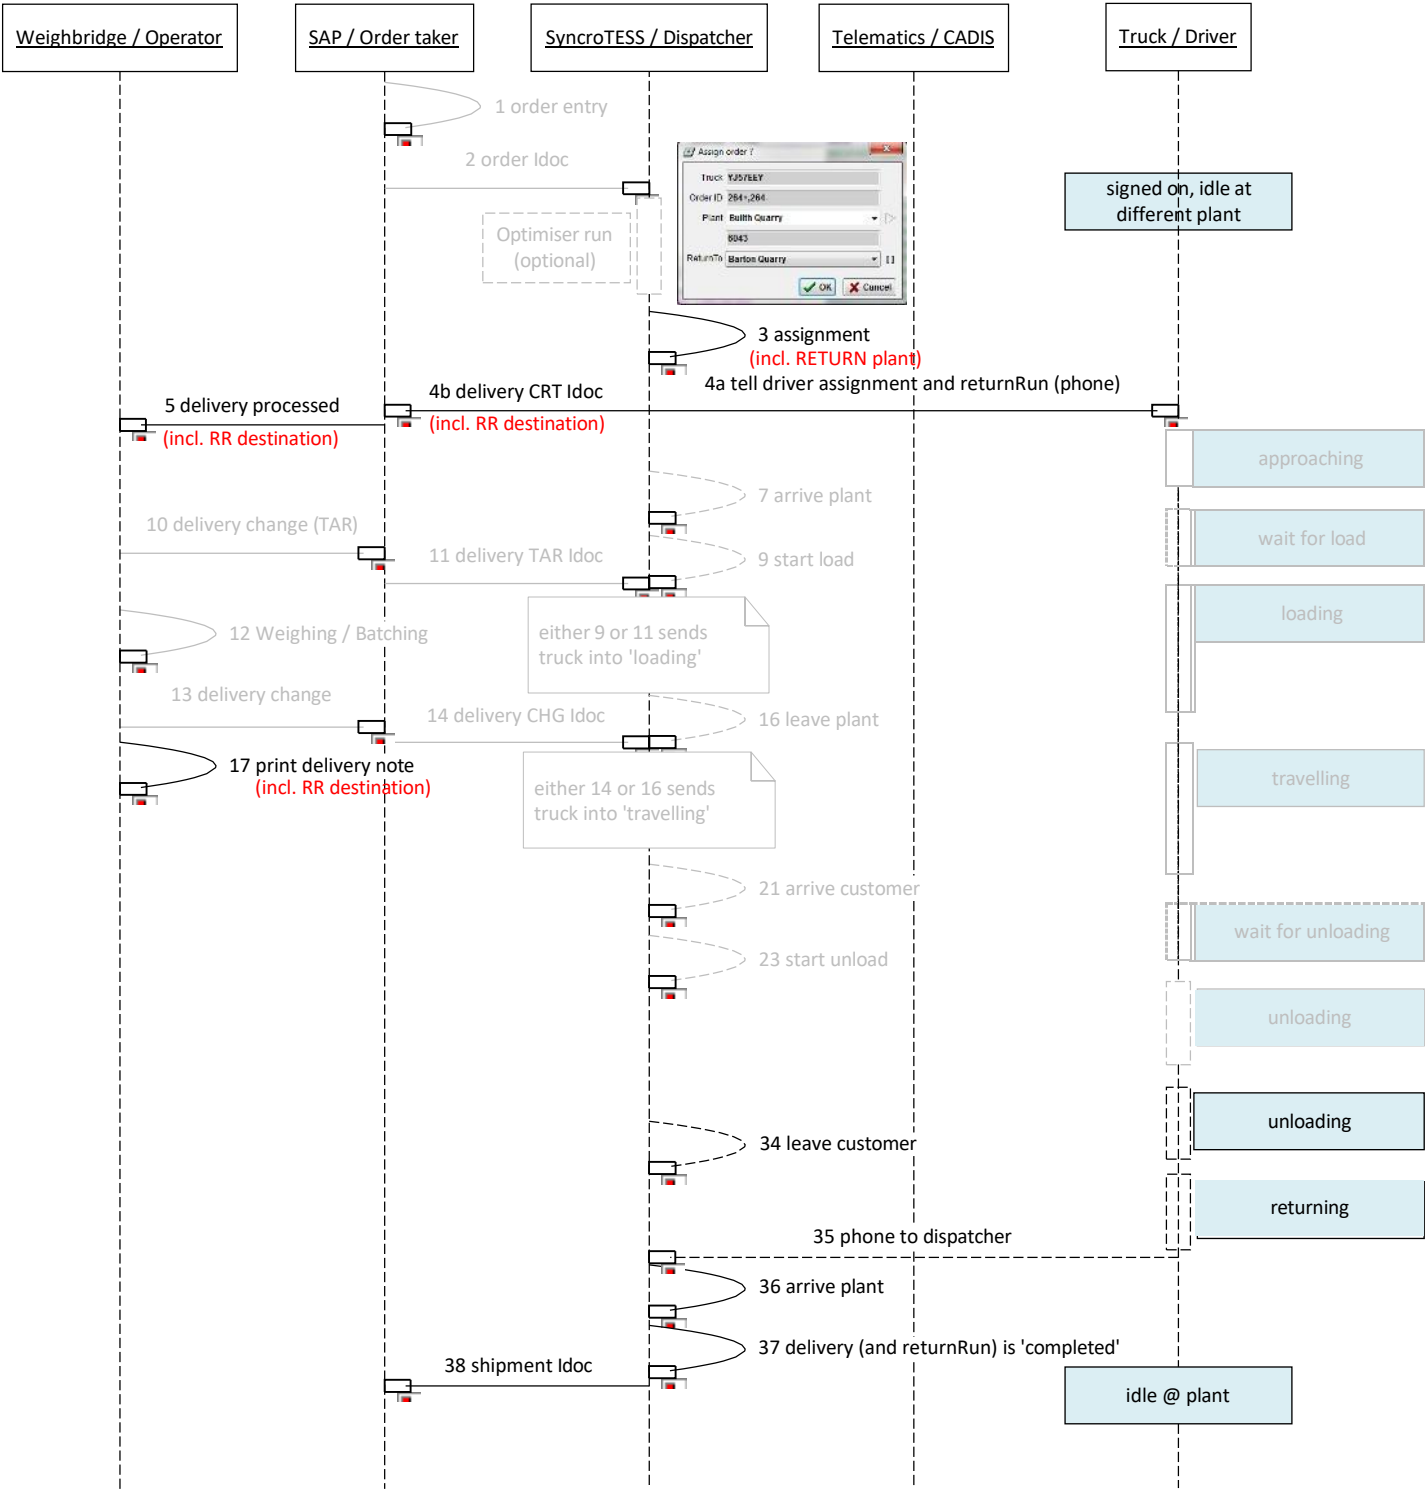 Weighbridge / Operator
SAP / Order taker
SyncroTESS / Dispatcher
Telematics / CADIS
Truck / Driver
1 order entry
2 order Idoc
Assign order ?
Truck YJ57EEY
Order ID 264*,264
Plant Builth Quarry
6043
ReturnTo Barton Quarry
OK
Cancel
signed on, idle at
different plant
Optimiser run
(optional)
3 assignment
(incl. RETURN plant)
4a tell driver assignment and returnRun (phone)
4b delivery CRT Idoc
(incl. RR destination)
5 delivery processed
(incl. RR destination)
approaching
7 arrive plant
10 delivery change (TAR)
wait for load
11 delivery TAR Idoc
9 start load
loading
either 9 or 11 sends
truck into 'loading'
12 Weighing / Batching
13 delivery change
14 delivery CHG Idoc
16 leave plant
17 print delivery note
(incl. RR destination)
travelling
either 14 or 16 sends
truck into 'travelling'
21 arrive customer
wait for unloading
23 start unload
unloading
unloading
34 leave customer
returning
35 phone to dispatcher
36 arrive plant
37 delivery (and returnRun) is 'completed'
38 shipment Idoc
idle @ plant